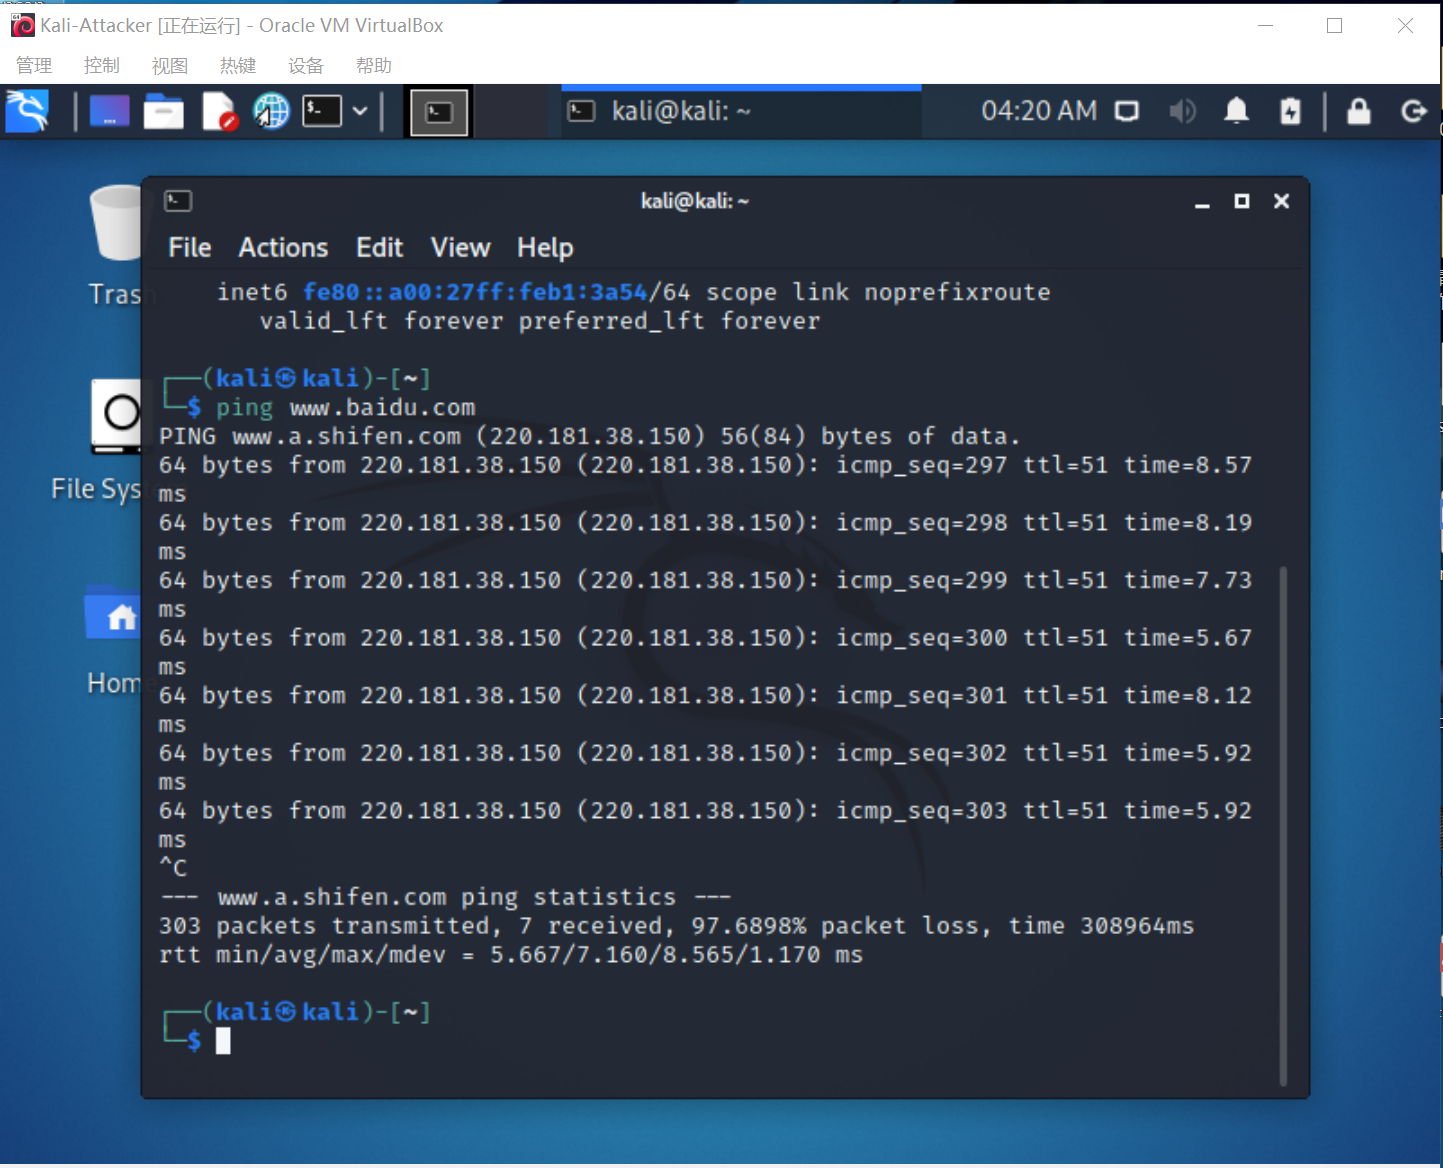 Kali-Attacker [正在运行] - Oracle VM VirtualBox
管理 控制 视图 热键 设备 帮助
kali@kali: ~ 04:20 AM
kali@kali: ~
File Actions Edit View Help
Trash
File Sys
Home
inet6 fe80::a00:27ff:feb1:3a54/64 scope link noprefixroute
valid_lft forever preferred_lft forever
┌──(kali㉿kali)-[~]
└─$ ping www.baidu.com
PING www.a.shifen.com (220.181.38.150) 56(84) bytes of data.
64 bytes from 220.181.38.150 (220.181.38.150): icmp_seq=297 ttl=51 time=8.57
ms
64 bytes from 220.181.38.150 (220.181.38.150): icmp_seq=298 ttl=51 time=8.19
ms
64 bytes from 220.181.38.150 (220.181.38.150): icmp_seq=299 ttl=51 time=7.73
ms
64 bytes from 220.181.38.150 (220.181.38.150): icmp_seq=300 ttl=51 time=5.67
ms
64 bytes from 220.181.38.150 (220.181.38.150): icmp_seq=301 ttl=51 time=8.12
ms
64 bytes from 220.181.38.150 (220.181.38.150): icmp_seq=302 ttl=51 time=5.92
ms
64 bytes from 220.181.38.150 (220.181.38.150): icmp_seq=303 ttl=51 time=5.92
ms
^C
--- www.a.shifen.com ping statistics ---
303 packets transmitted, 7 received, 97.6898% packet loss, time 308964ms
rtt min/avg/max/mdev = 5.667/7.160/8.565/1.170 ms
┌──(kali㉿kali)-[~]
└─$